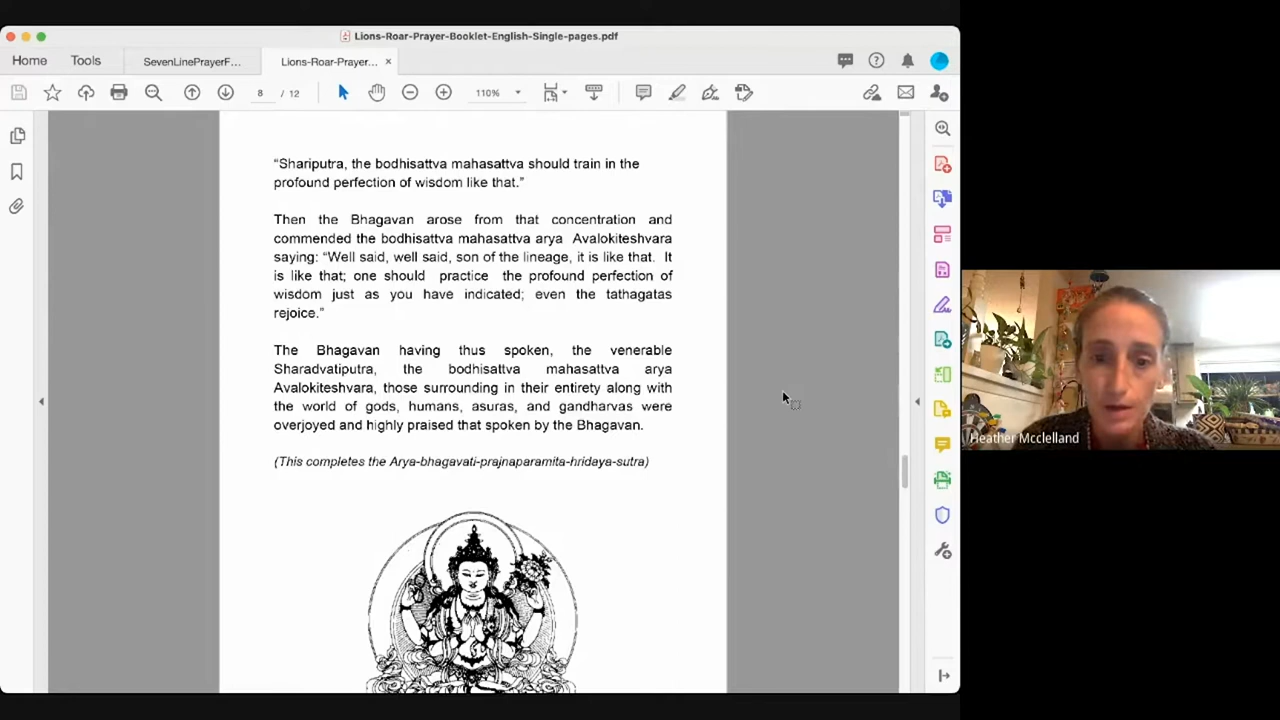 Lions-Roar-Prayer-Booklet-English-Single-pages.pdf
Home
Tools
SevenLinePrayerF...
Lions-Roar-Prayer... ×
8 / 12
110%
“Shariputra, the bodhisattva mahasattva should train in the
profound perfection of wisdom like that.”
Then the Bhagavan arose from that concentration and
commended the bodhisattva mahasattva arya Avalokiteshvara
saying: “Well said, well said, son of the lineage, it is like that. It
is like that; one should practice the profound perfection of
wisdom just as you have indicated; even the tathagatas
rejoice.”
The Bhagavan having thus spoken, the venerable
Sharadvatiputra, the bodhisattva mahasattva arya
Avalokiteshvara, those surrounding in their entirety along with
the world of gods, humans, asuras, and gandharvas were
overjoyed and highly praised that spoken by the Bhagavan.
(This completes the Arya-bhagavati-prajnaparamita-hridaya-sutra)
Heather Mcclelland